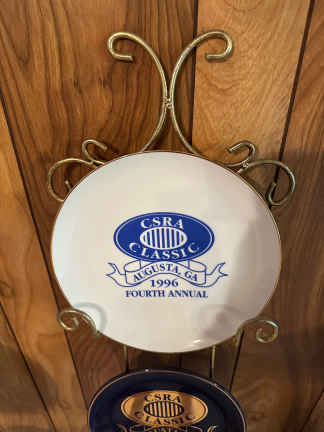 CSRA
CLASSIC
AUGUSTA, GA
1996
FOURTH ANNUAL
CSRA
CLASSIC